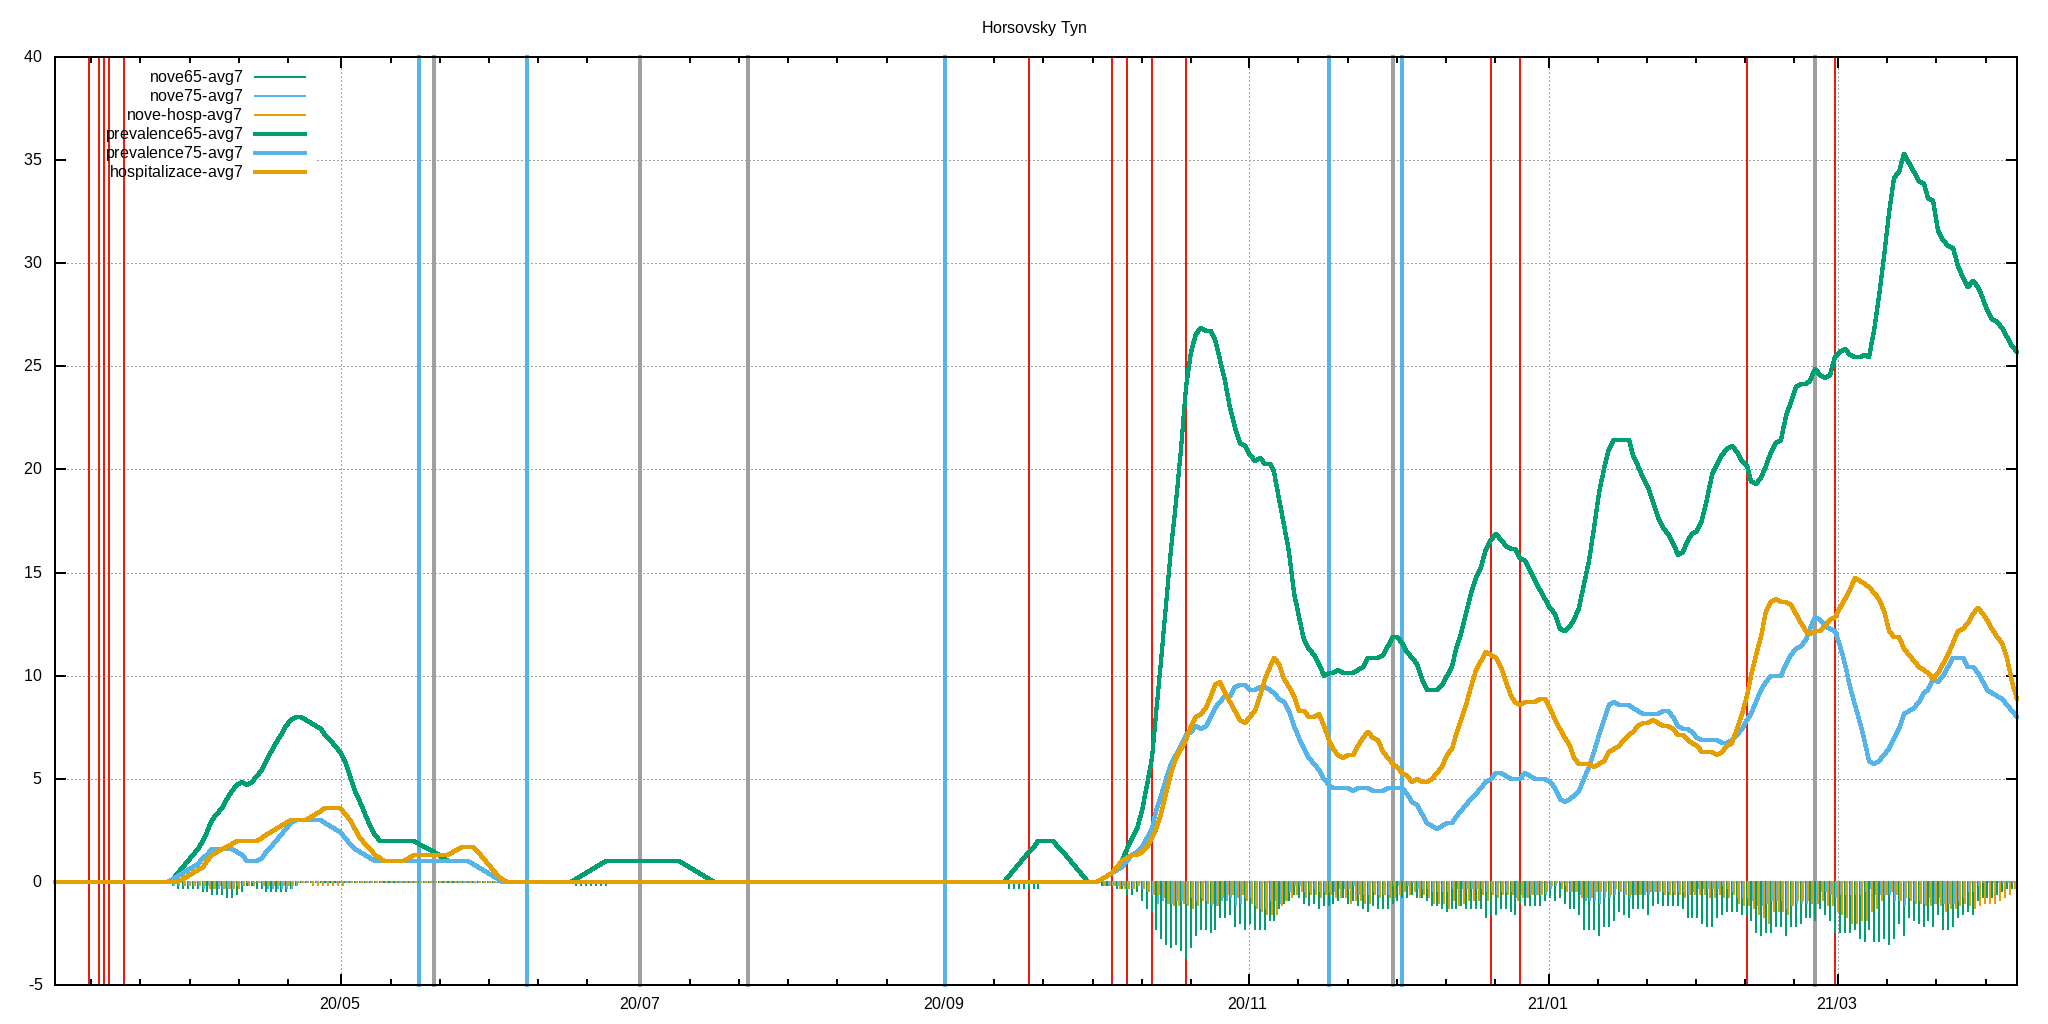 Horsovsky Tyn
40
35
30
25
20
15
10
5
0
-5
nove65-avg7
nove75-avg7
nove-hosp-avg7
prevalence65-avg7
prevalence75-avg7
hospitalizace-avg7
20/05 20/07 20/09 20/11 21/01 21/03